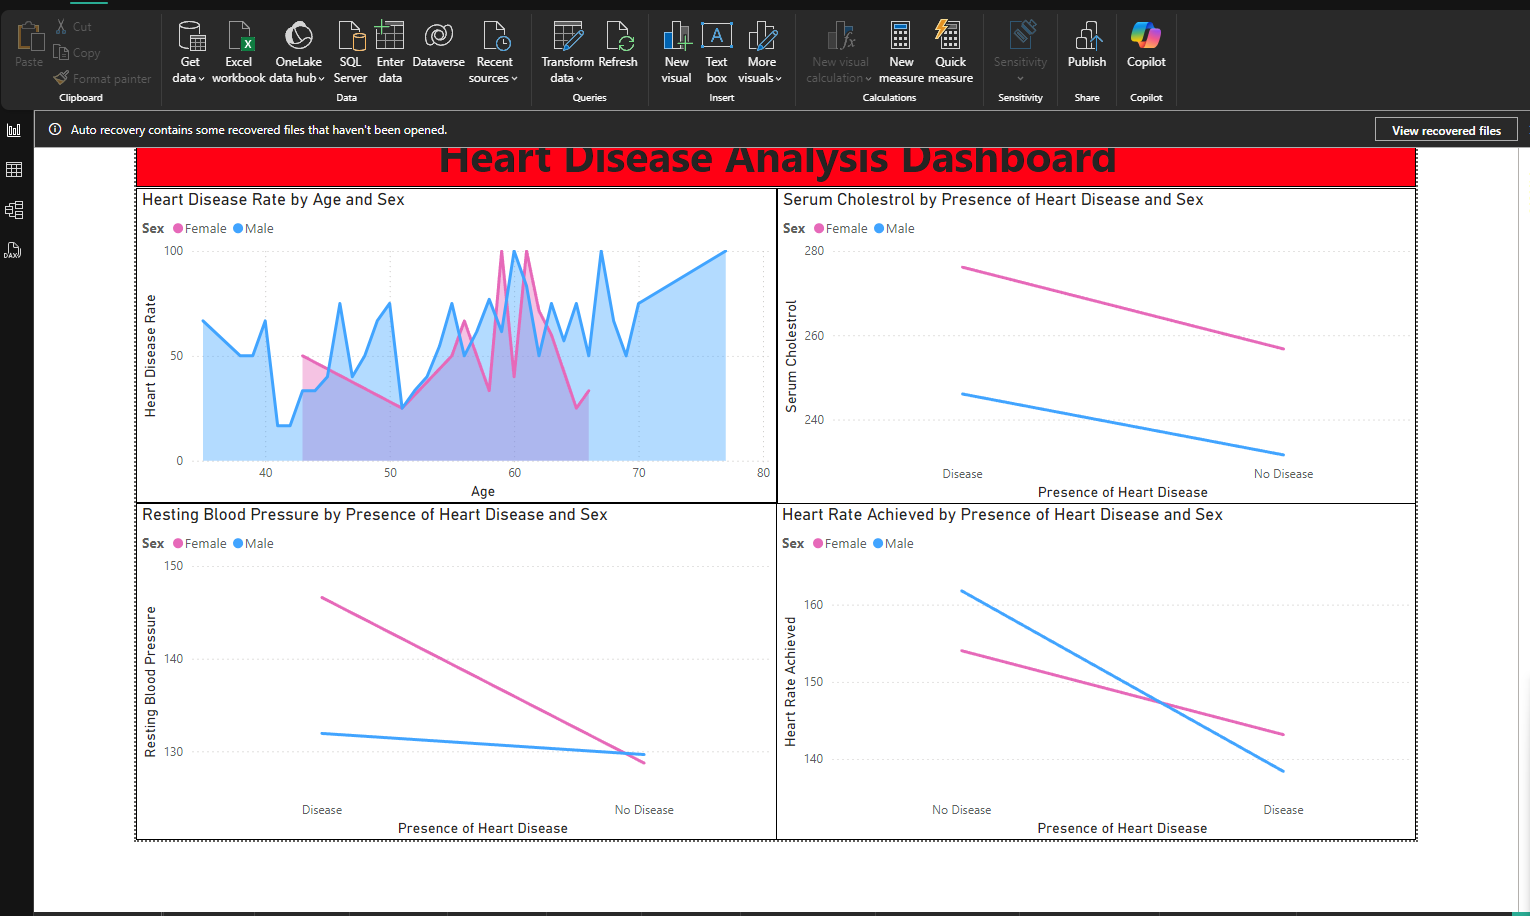 Paste
Cut
Copy
Format painter
Clipboard
Get data
Excel workbook
OneLake data hub
SQL Server
Enter data
Dataverse
Recent sources
Data
Transform data
Refresh
Queries
New visual
Text box
More visuals
Insert
New visual calculation
New measure
Quick measure
Calculations
Sensitivity
Sensitivity
Publish
Share
Copilot
Copilot
Auto recovery contains some recovered files that haven't been opened.
View recovered files
DAX
Heart Disease Analysis Dashboard
Heart Disease Rate by Age and Sex
Sex Female Male
100
50
0
Heart Disease Rate
40 50 60 70 80
Age
Serum Cholestrol by Presence of Heart Disease and Sex
Sex Female Male
280
260
240
Serum Cholestrol
Disease No Disease
Presence of Heart Disease
Resting Blood Pressure by Presence of Heart Disease and Sex
Sex Female Male
150
140
130
Resting Blood Pressure
Disease No Disease
Presence of Heart Disease
Heart Rate Achieved by Presence of Heart Disease and Sex
Sex Female Male
160
150
140
Heart Rate Achieved
No Disease Disease
Presence of Heart Disease